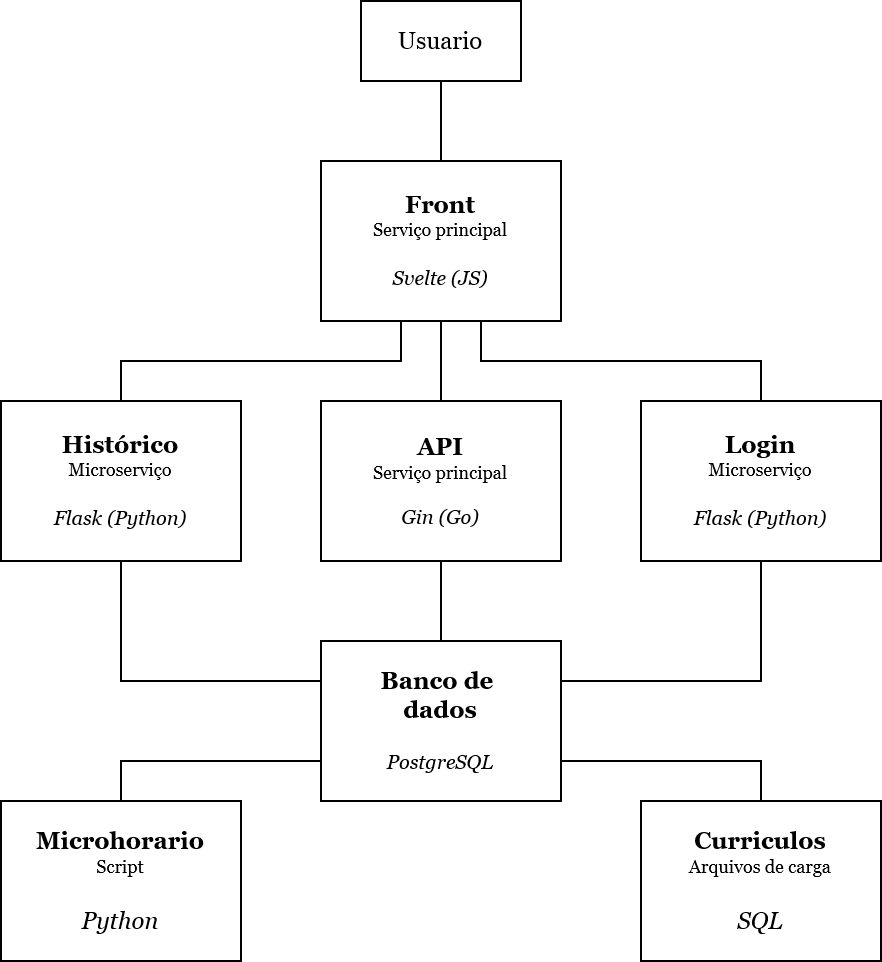 Usuario
Front
Serviço principal
Svelte (JS)
Histórico
Microserviço
Flask (Python)
API
Serviço principal
Gin (Go)
Login
Microserviço
Flask (Python)
Banco de
dados
PostgreSQL
Microhorario
Script
Python
Curriculos
Arquivos de carga
SQL